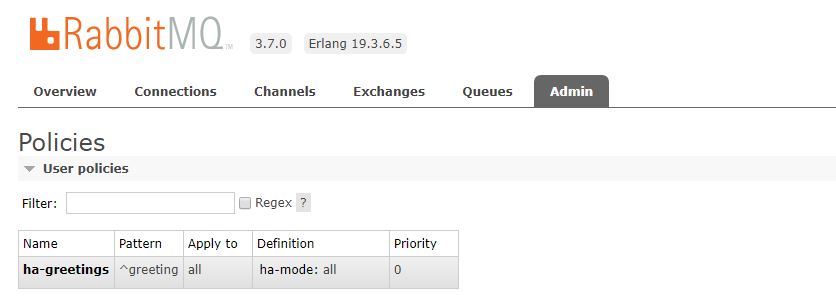 RabbitMQ™ 3.7.0 Erlang 19.3.6.5
Overview Connections Channels Exchanges Queues Admin
Policies
User policies
Filter: Regex ?
Name Pattern Apply to Definition Priority
ha-greetings ^greeting all ha-mode: all 0